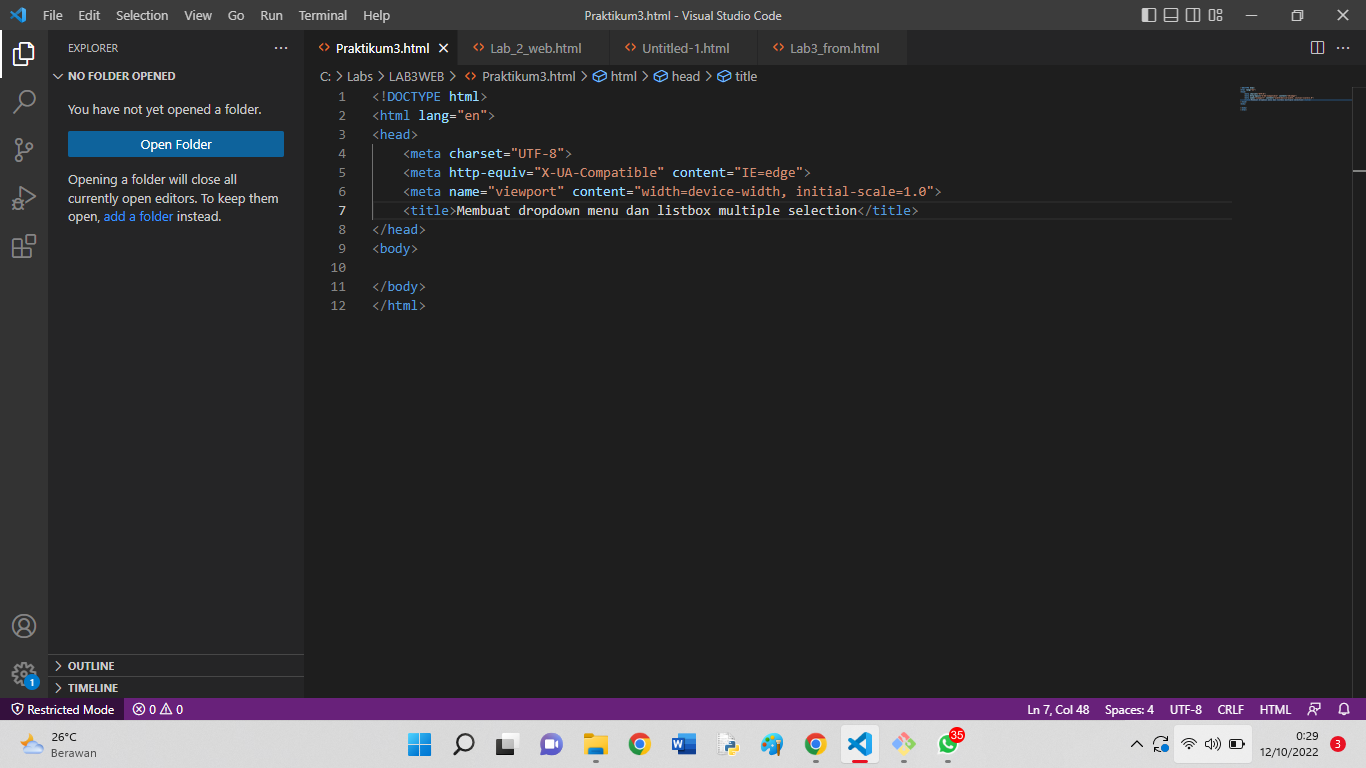 File Edit Selection View Go Run Terminal Help
Praktikum3.html - Visual Studio Code
EXPLORER
NO FOLDER OPENED
You have not yet opened a folder.
Open Folder
Opening a folder will close all
currently open editors. To keep them
open, add a folder instead.
OUTLINE
TIMELINE
Praktikum3.html Lab_2_web.html Untitled-1.html Lab3_from.html
C: > Labs > LAB3WEB > Praktikum3.html > html > head > title
1 <!DOCTYPE html>
2 <html lang="en">
3 <head>
4 <meta charset="UTF-8">
5 <meta http-equiv="X-UA-Compatible" content="IE=edge">
6 <meta name="viewport" content="width=device-width, initial-scale=1.0">
7 <title>Membuat dropdown menu dan listbox multiple selection</title>
8 </head>
9 <body>
10
11 </body>
12 </html>
1
Restricted Mode 0 0 Ln 7, Col 48 Spaces: 4 UTF-8 CRLF HTML
26°C
Berawan
35
0:29
12/10/2022
3